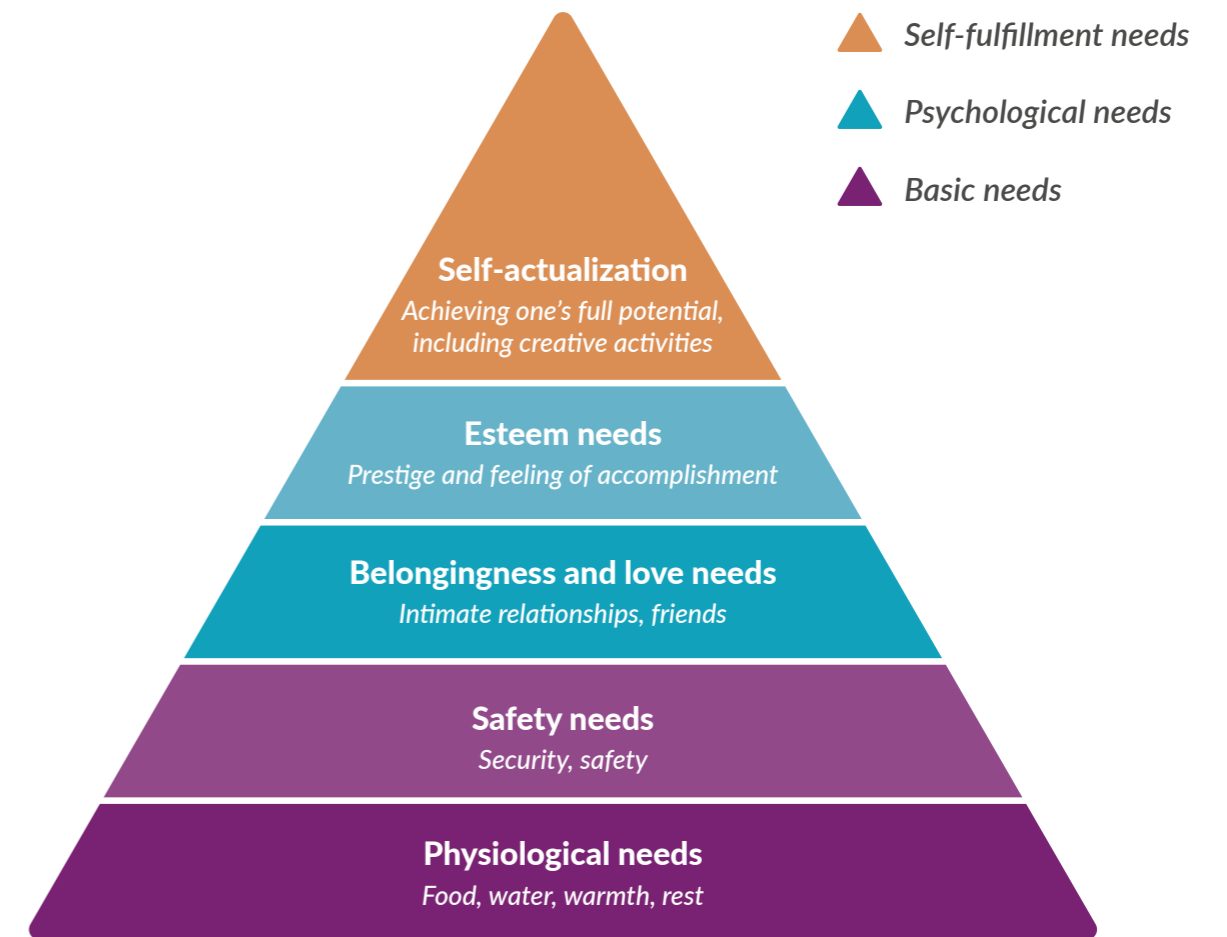 Self-fulfillment needs
Psychological needs
Basic needs
Self-actualization
Achieving one’s full potential,
including creative activities
Esteem needs
Prestige and feeling of accomplishment
Belongingness and love needs
Intimate relationships, friends
Safety needs
Security, safety
Physiological needs
Food, water, warmth, rest